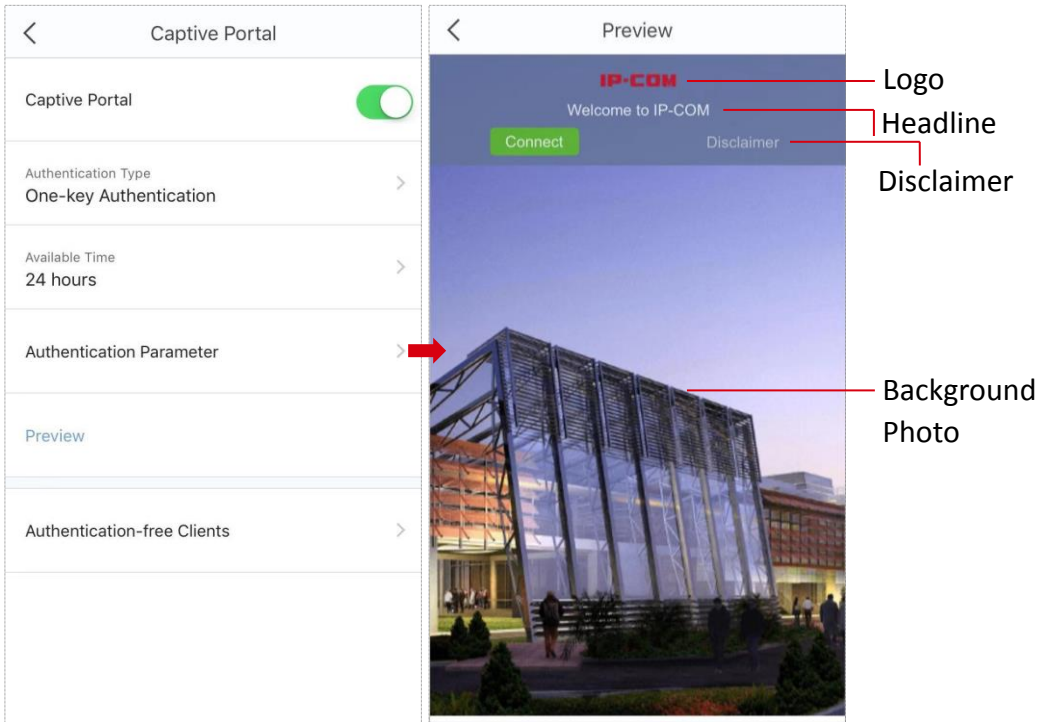 Captive Portal
Captive Portal
Authentication Type
One-key Authentication
Available Time
24 hours
Authentication Parameter
Preview
Authentication-free Clients
Preview
IP-COM
Welcome to IP-COM
Connect
Disclaimer
Logo
Headline
Disclaimer
Background
Photo